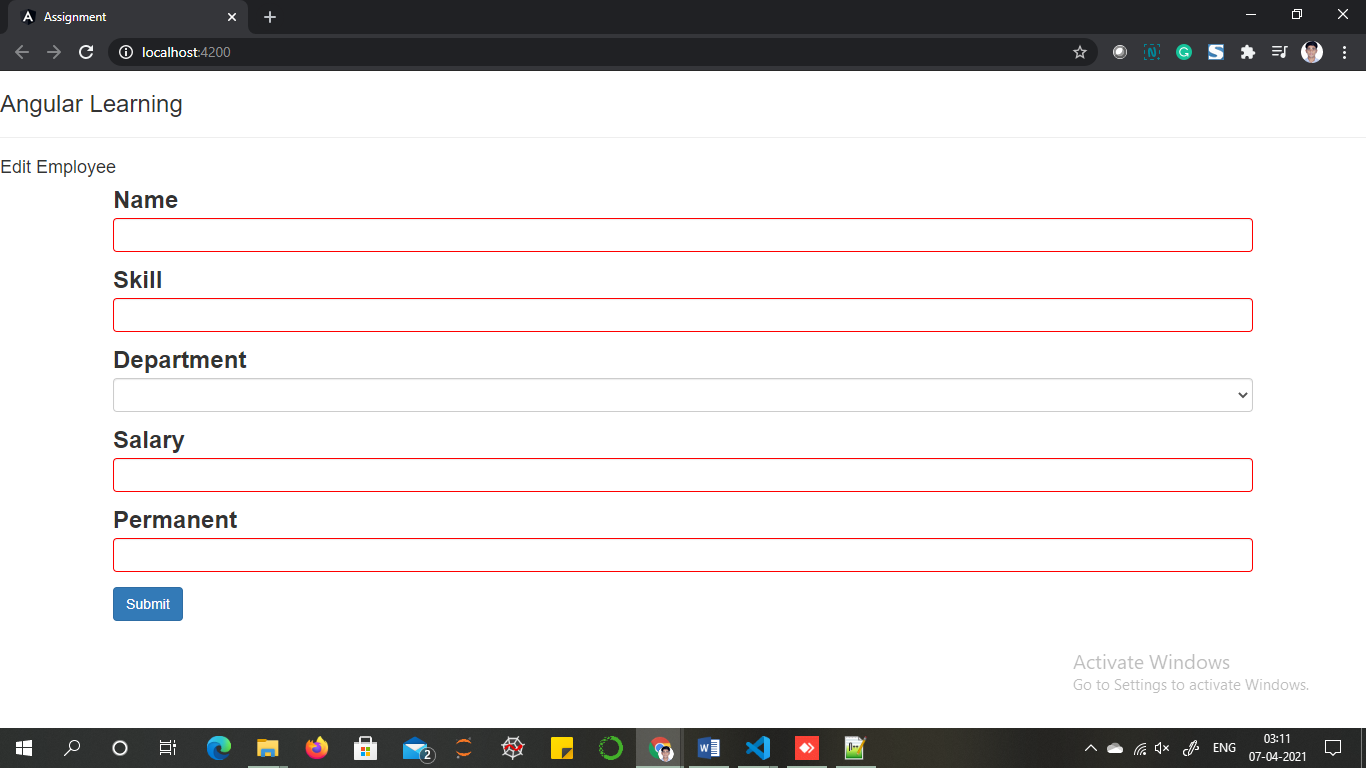 Assignment
localhost:4200
Angular Learning
Edit Employee
Name
Skill
Department
Salary
Permanent
Submit
Activate Windows
Go to Settings to activate Windows.
2
ENG
03:11
07-04-2021